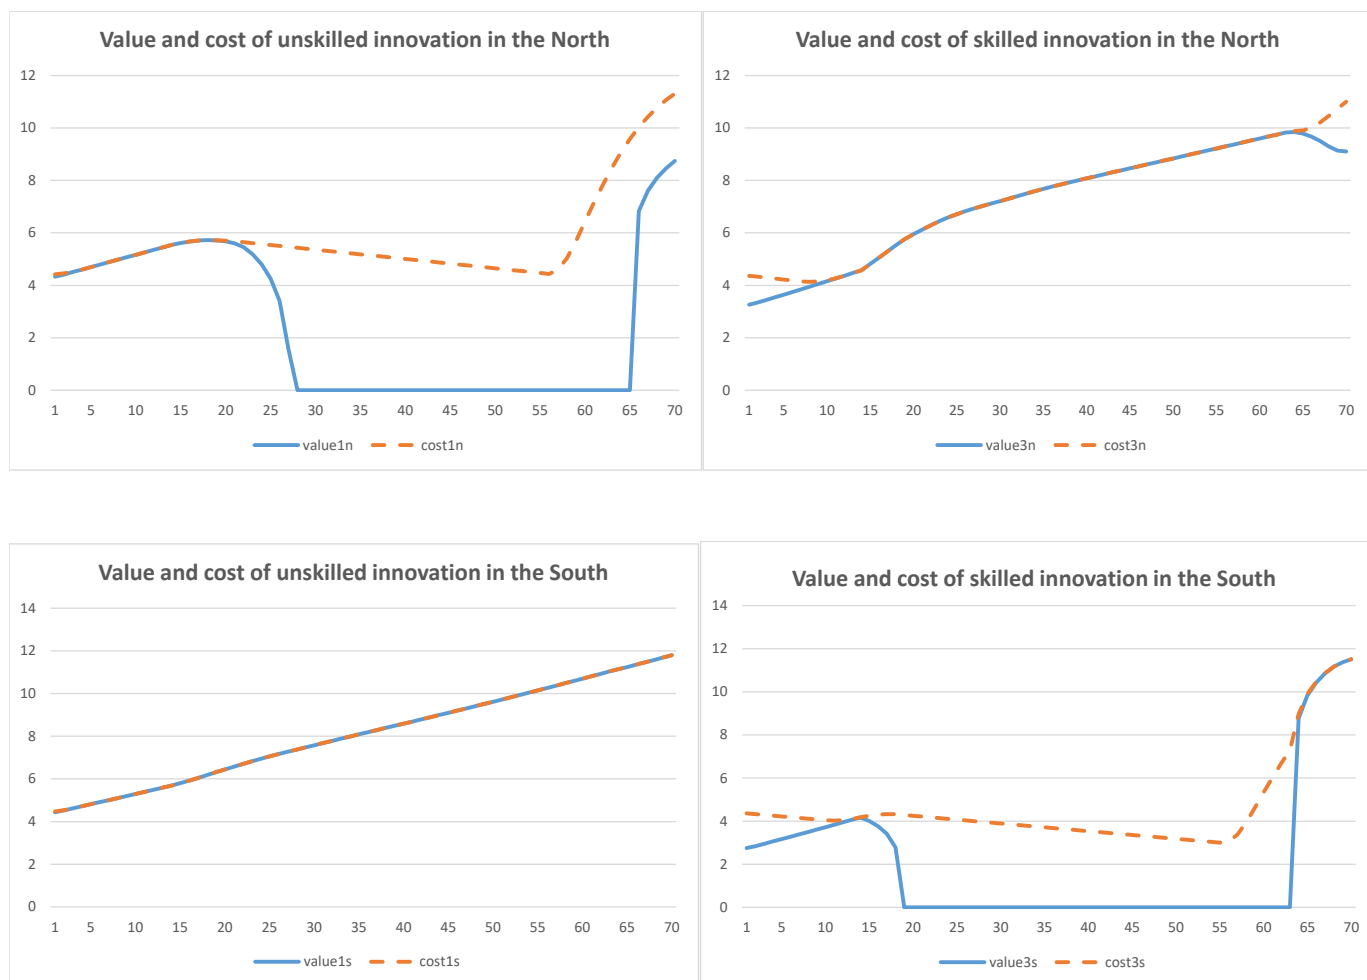 Value and cost of unskilled innovation in the North
12
10
8
6
4
2
0
1 5 10 15 20 25 30 35 40 45 50 55 60 65 70
value1n cost1n
Value and cost of skilled innovation in the North
12
10
8
6
4
2
0
1 5 10 15 20 25 30 35 40 45 50 55 60 65 70
value3n cost3n
Value and cost of unskilled innovation in the South
14
12
10
8
6
4
2
0
1 5 10 15 20 25 30 35 40 45 50 55 60 65 70
value1s cost1s
Value and cost of skilled innovation in the South
14
12
10
8
6
4
2
0
1 5 10 15 20 25 30 35 40 45 50 55 60 65 70
value3s cost3s